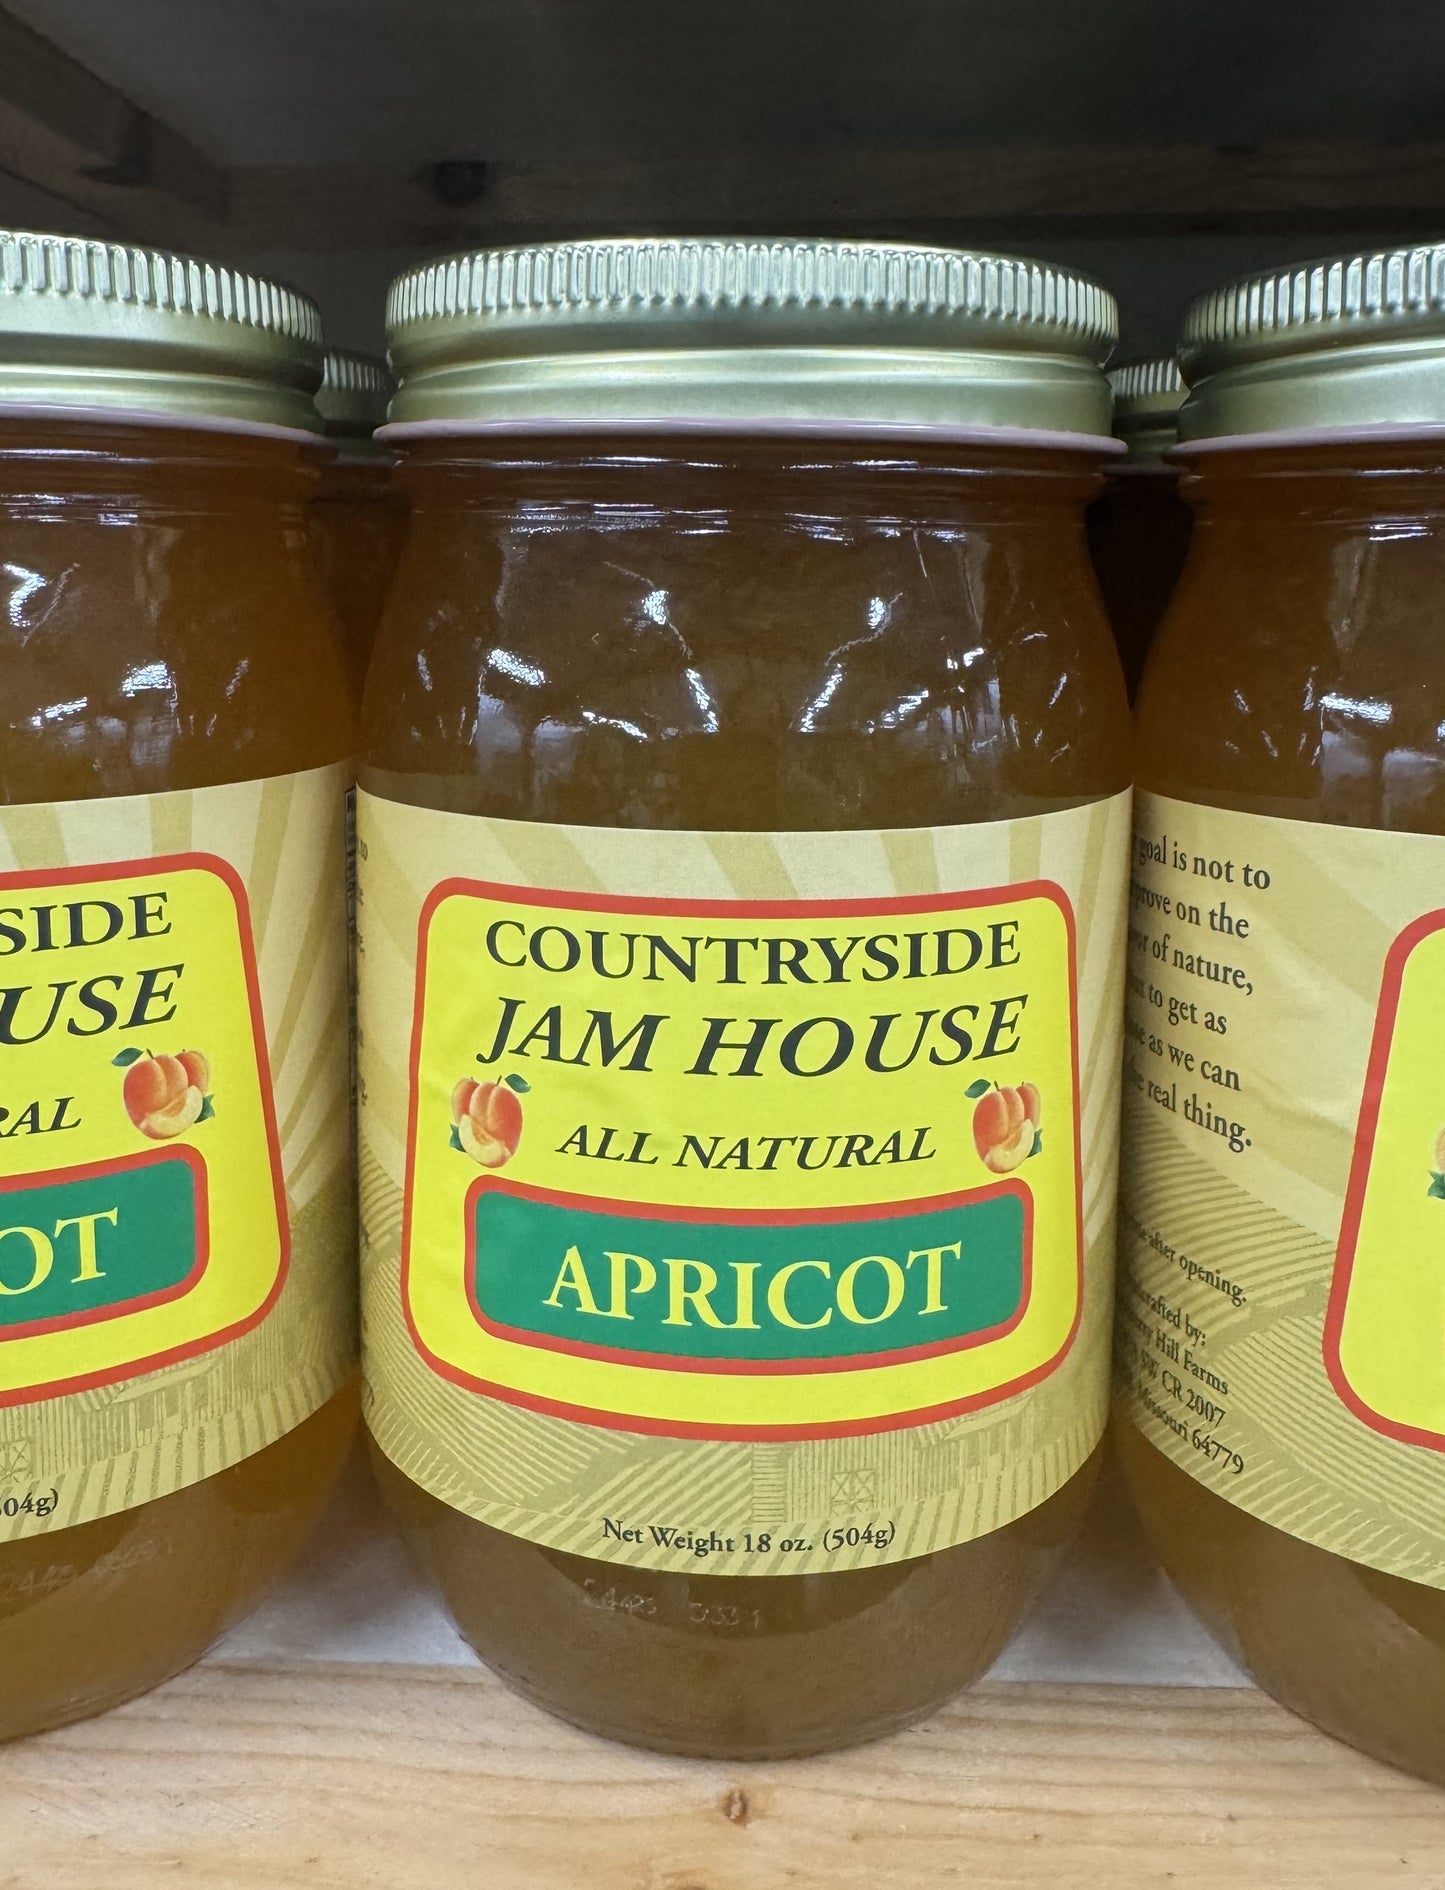 SIDE
USE
RAL
OT
504g)
COUNTRYSIDE
JAM HOUSE
ALL NATURAL
APRICOT
Net Weight 18 oz. (504g)
goal is not to
on the
of nature,
to get as
as we can
real thing.
after opening.
by:
Hill Farms
CR 2007
Missouri 64779